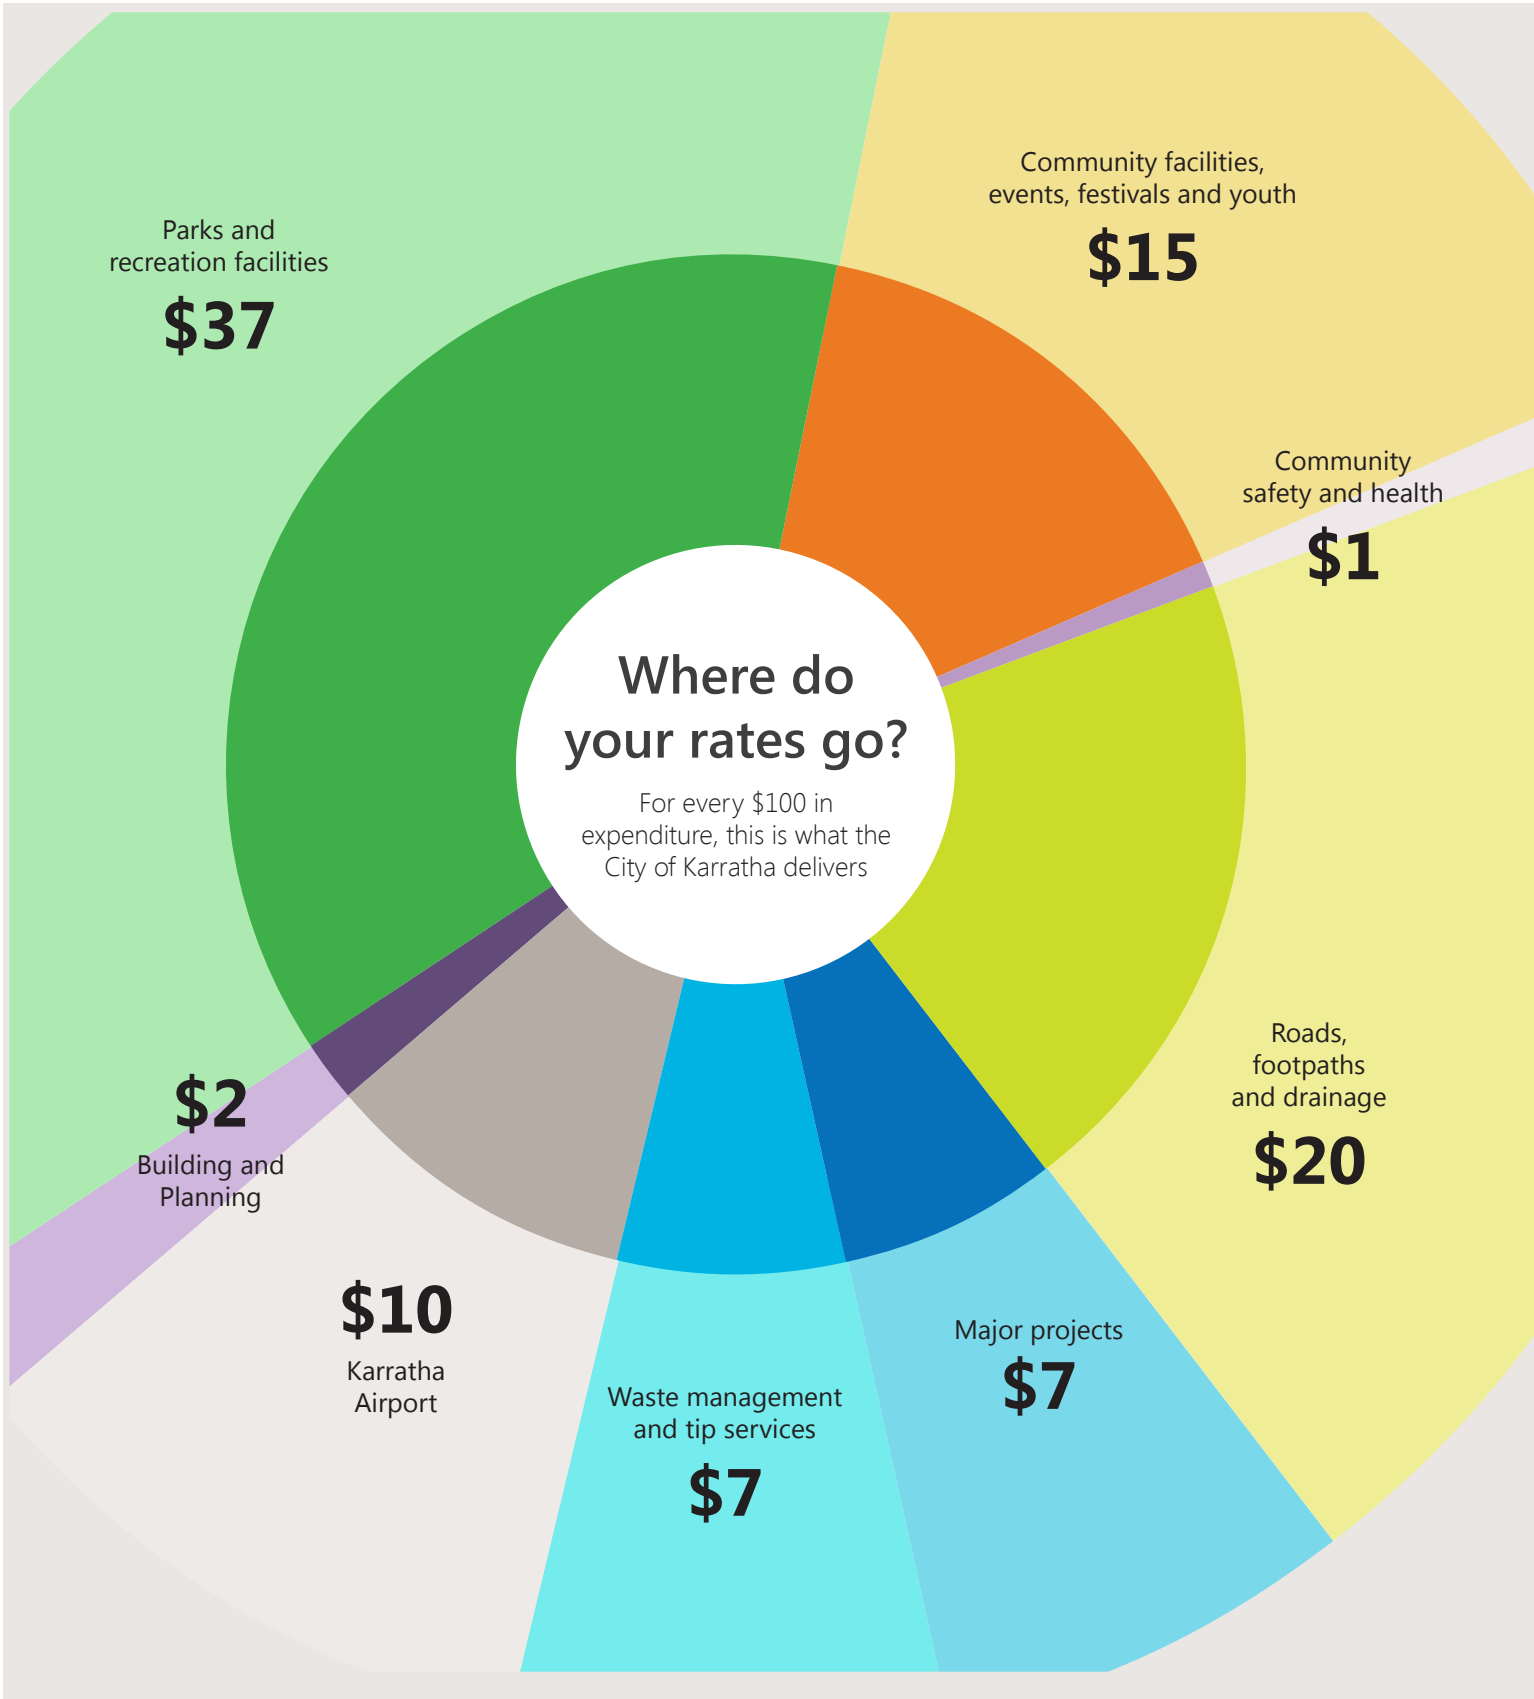 Community facilities,
events, festivals and youth
$15
Parks and
recreation facilities
$37
Community
safety and health
$1
Where do
your rates go?
For every $100 in
expenditure, this is what the
City of Karratha delivers
Roads,
footpaths
and drainage
$20
$2
Building and
Planning
$10
Karratha
Airport
Major projects
$7
Waste management
and tip services
$7